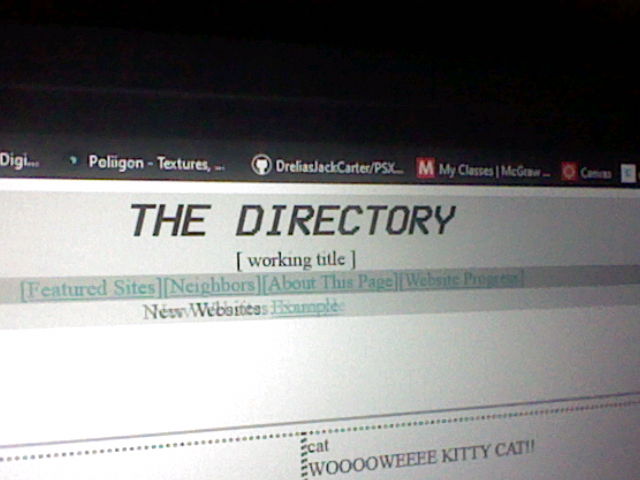 Digi... Poliigon - Textures, ... DreliasJackCarter/PSX... My Classes | McGraw ... Canvas
THE DIRECTORY
[ working title ]
[Featured Sites][Neighbors][About This Page][Website Progress]
New Websites Example
cat
WOOOOWEEEE KITTY CAT!!